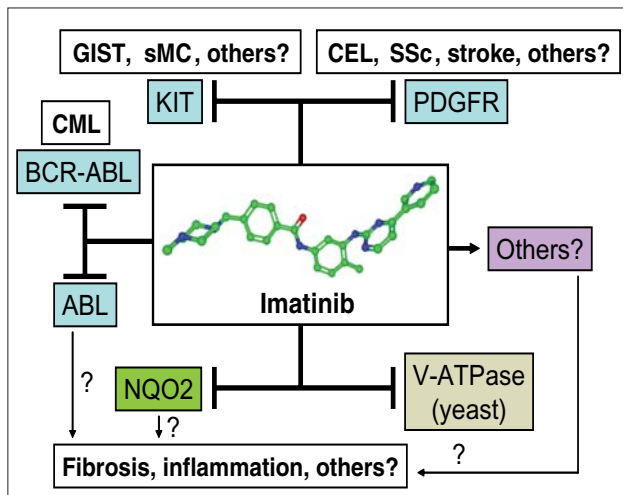 GIST, sMC, others?
CEL, SSc, stroke, others?
KIT
PDGFR
CML
BCR-ABL
Imatinib
Others?
ABL
?
NQO2
V-ATPase
(yeast)
?
?
Fibrosis, inflammation, others?